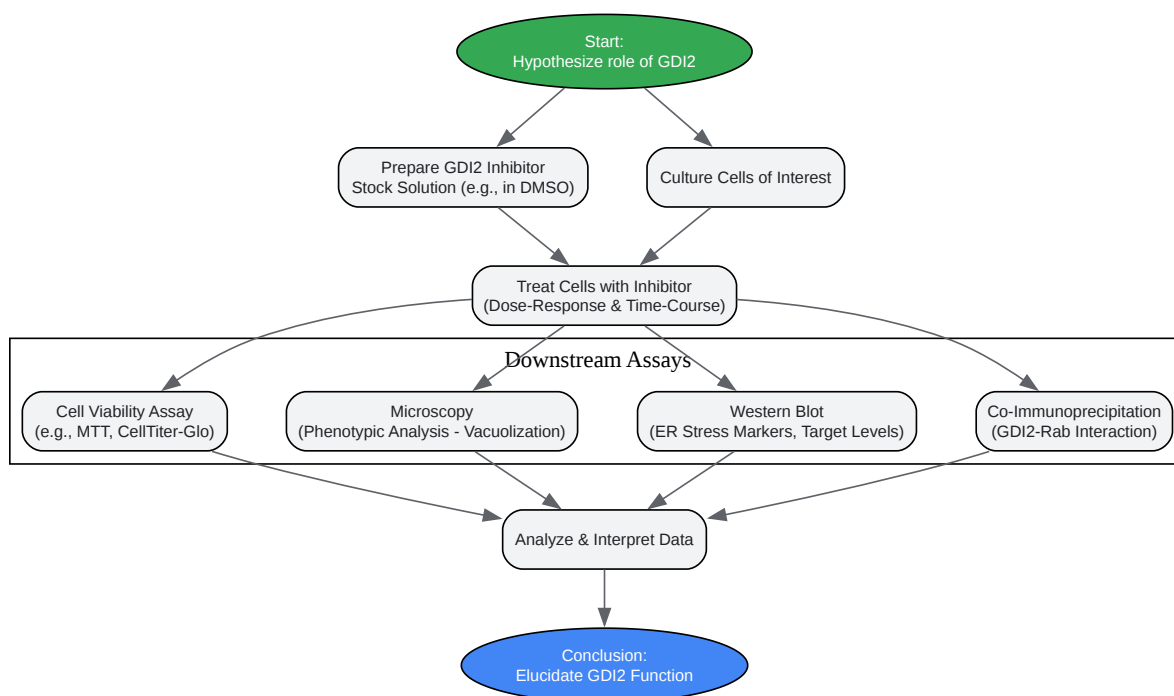 Start:
Hypothesize role of GDI2
Prepare GDI2 Inhibitor
Stock Solution (e.g., in DMSO)
Culture Cells of Interest
Treat Cells with Inhibitor
(Dose-Response & Time-Course)
Downstream Assays
Cell Viability Assay
(e.g., MTT, CellTiter-Glo)
Microscopy
(Phenotypic Analysis - Vacuolization)
Western Blot
(ER Stress Markers, Target Levels)
Co-Immunoprecipitation
(GDI2-Rab Interaction)
Analyze & Interpret Data
Conclusion:
Elucidate GDI2 Function